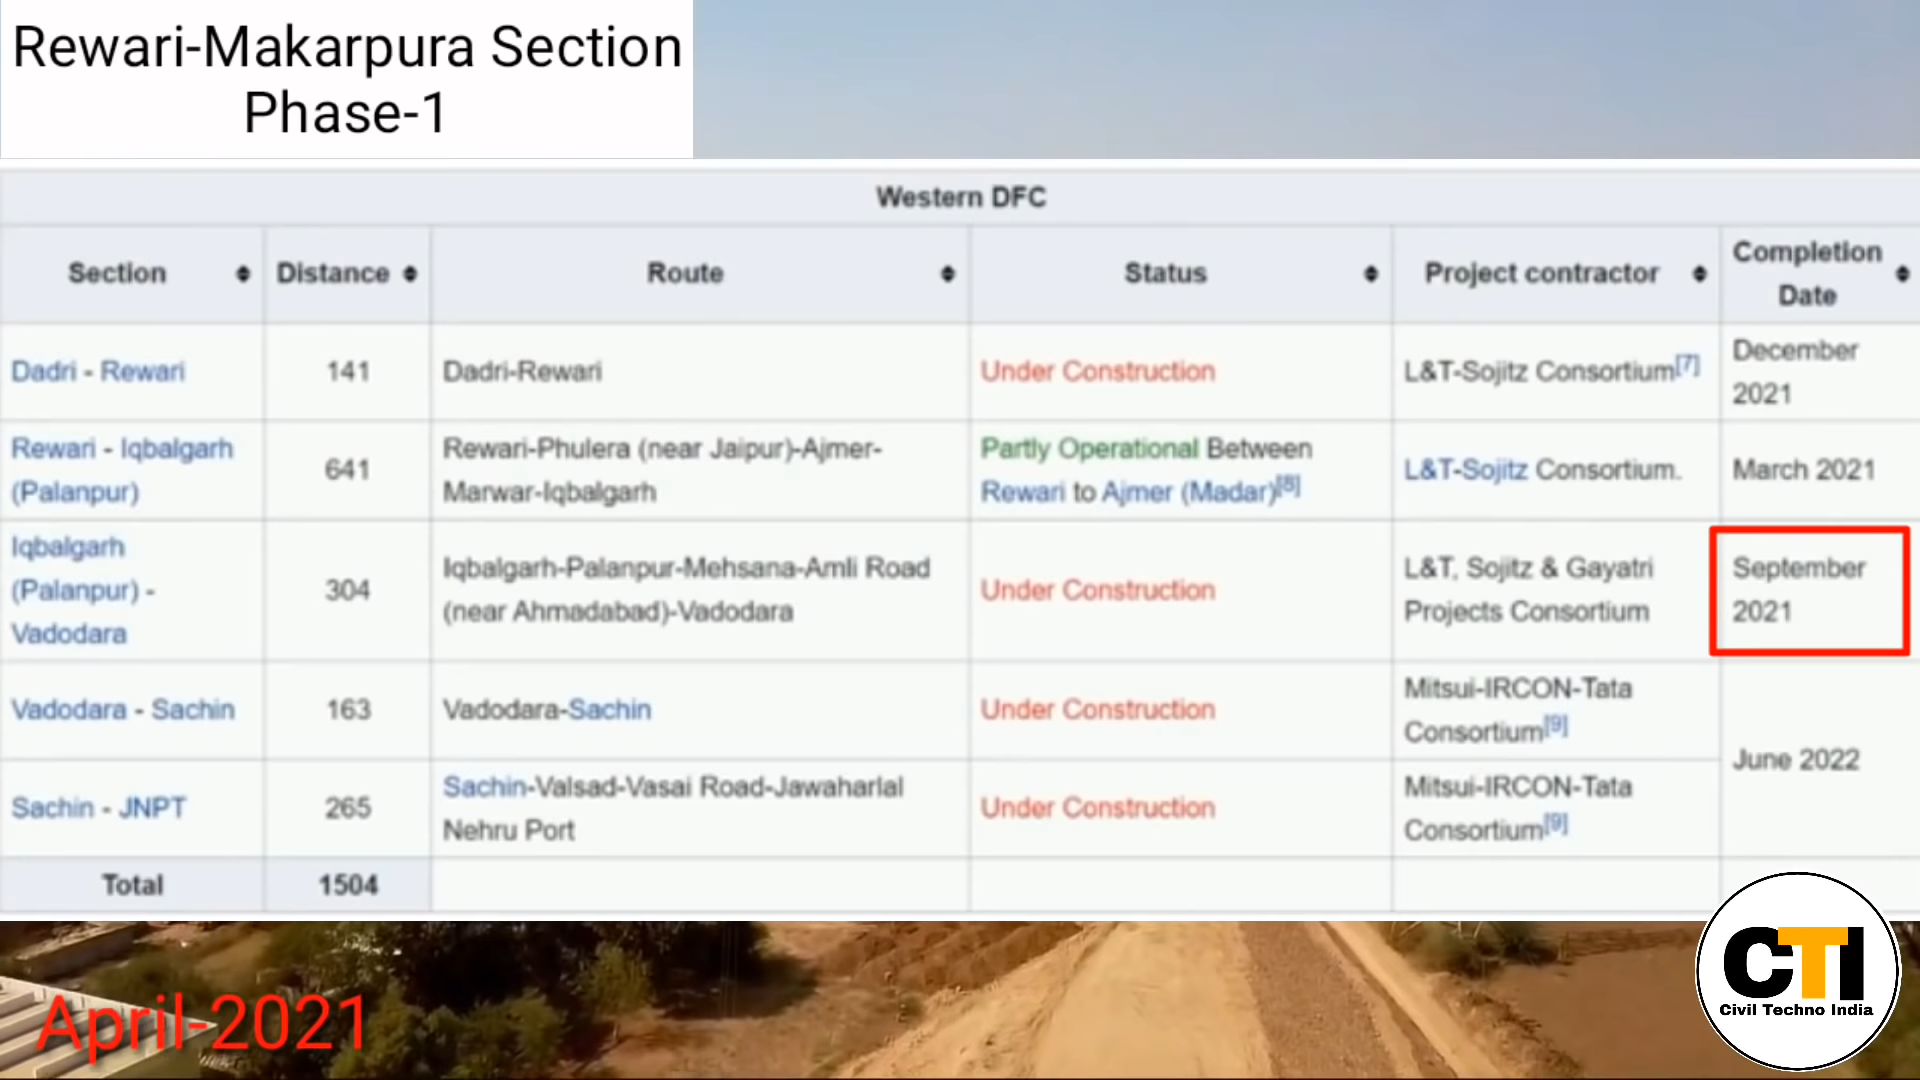 Rewari-Makarpura Section
Phase-1
Western DFC
Section Distance Route Status Project contractor Completion Date
Dadri - Rewari 141 Dadri-Rewari Under Construction L&T-Sojitz Consortium[7] December 2021
Rewari - Iqbalgarh (Palanpur) 641 Rewari-Phulera (near Jaipur)-Ajmer-Marwar-Iqbalgarh Partly Operational Between Rewari to Ajmer (Madar)[8] L&T-Sojitz Consortium. March 2021
Iqbalgarh (Palanpur) - Vadodara 304 Iqbalgarh-Palanpur-Mehsana-Amli Road (near Ahmadabad)-Vadodara Under Construction L&T, Sojitz & Gayatri Projects Consortium September 2021
Vadodara - Sachin 163 Vadodara-Sachin Under Construction Mitsui-IRCON-Tata Consortium[9] June 2022
Sachin - JNPT 265 Sachin-Valsad-Vasai Road-Jawaharlal Nehru Port Under Construction Mitsui-IRCON-Tata Consortium[9]
Total 1504
April-2021
CTI
Civil Techno India